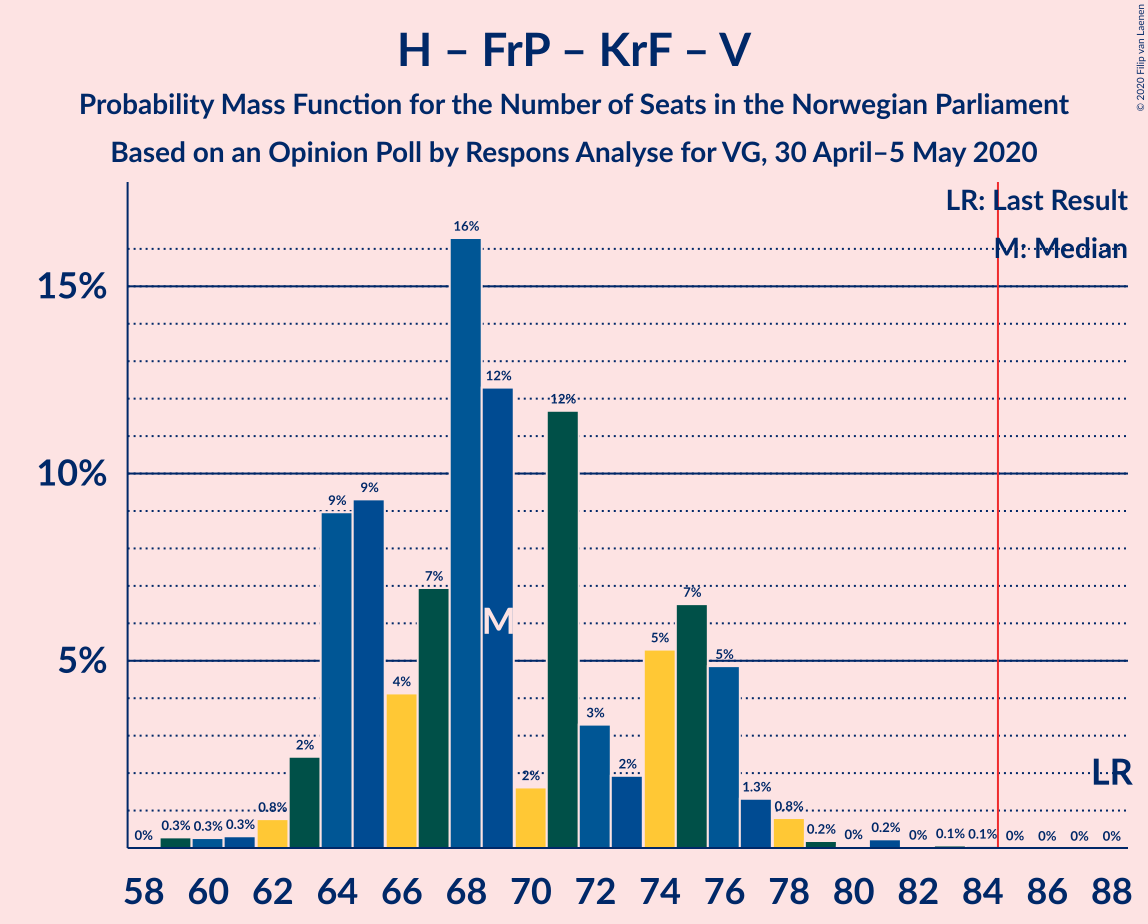 H – FrP – KrF – V
Probability Mass Function for the Number of Seats in the Norwegian Parliament
Based on an Opinion Poll by Respons Analyse for VG, 30 April–5 May 2020
© 2020 Filip van Laenen
LR: Last Result
M: Median
15%
10%
5%
0% 0.3% 0.3% 0.3% 0.8% 2% 9% 9% 4% 7% 16% 12% 2% 12% 3% 2% 5% 7% 5% 1.3% 0.8% 0.2% 0% 0.2% 0% 0.1% 0.1% 0% 0% 0% 0%
M
LR
58 60 62 64 66 68 70 72 74 76 78 80 82 84 86 88